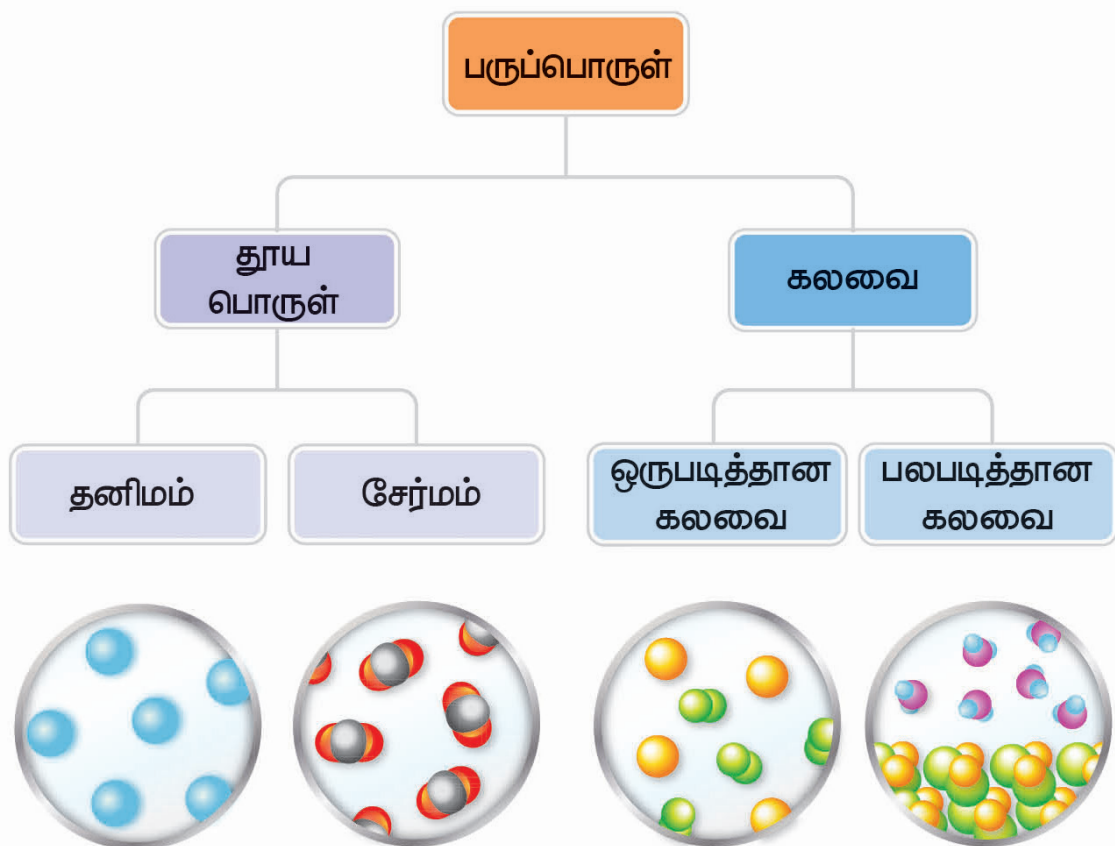 பருப்பொருள்
தூய
பொருள்
கலவை
தனிமம்
சேர்மம்
ஒருபடித்தான
கலவை
பலபடித்தான
கலவை